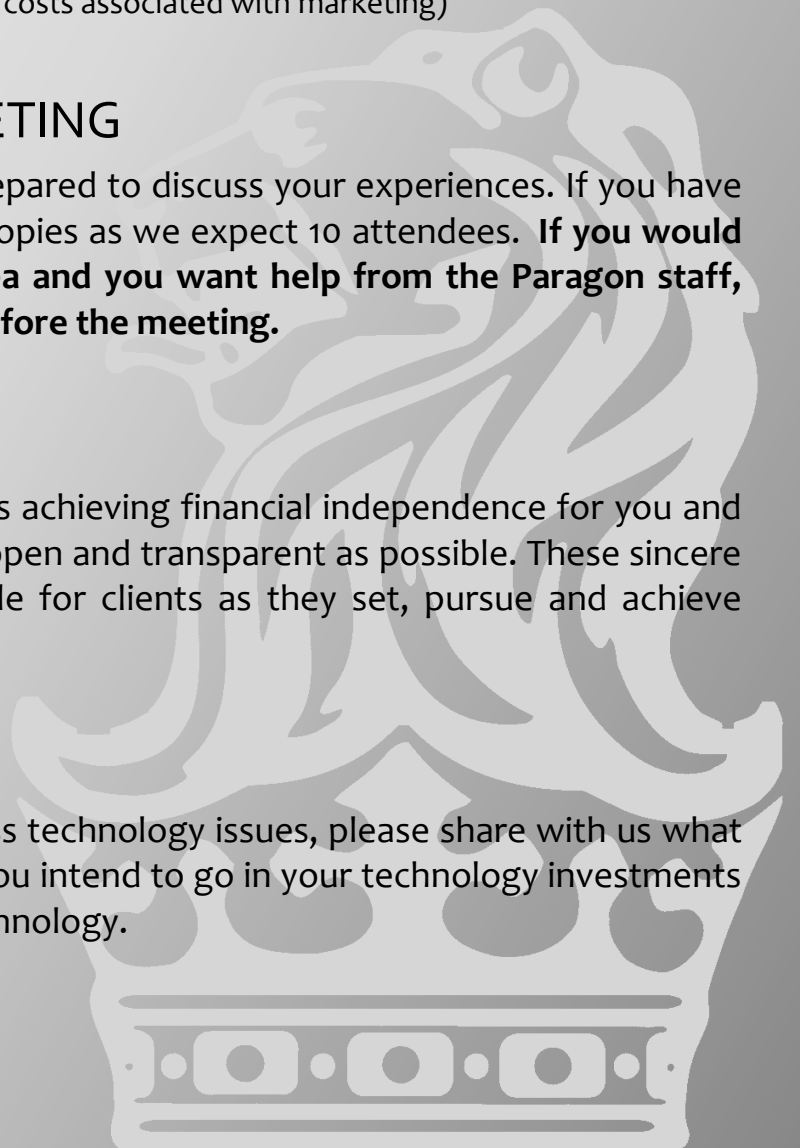 costs associated with marketing)
ETING
epared to discuss your experiences. If you have
opies as we expect 10 attendees. If you would
ea and you want help from the Paragon staff,
fore the meeting.
s achieving financial independence for you and
open and transparent as possible. These sincere
le for clients as they set, pursue and achieve
ss technology issues, please share with us what
ou intend to go in your technology investments
hnology.